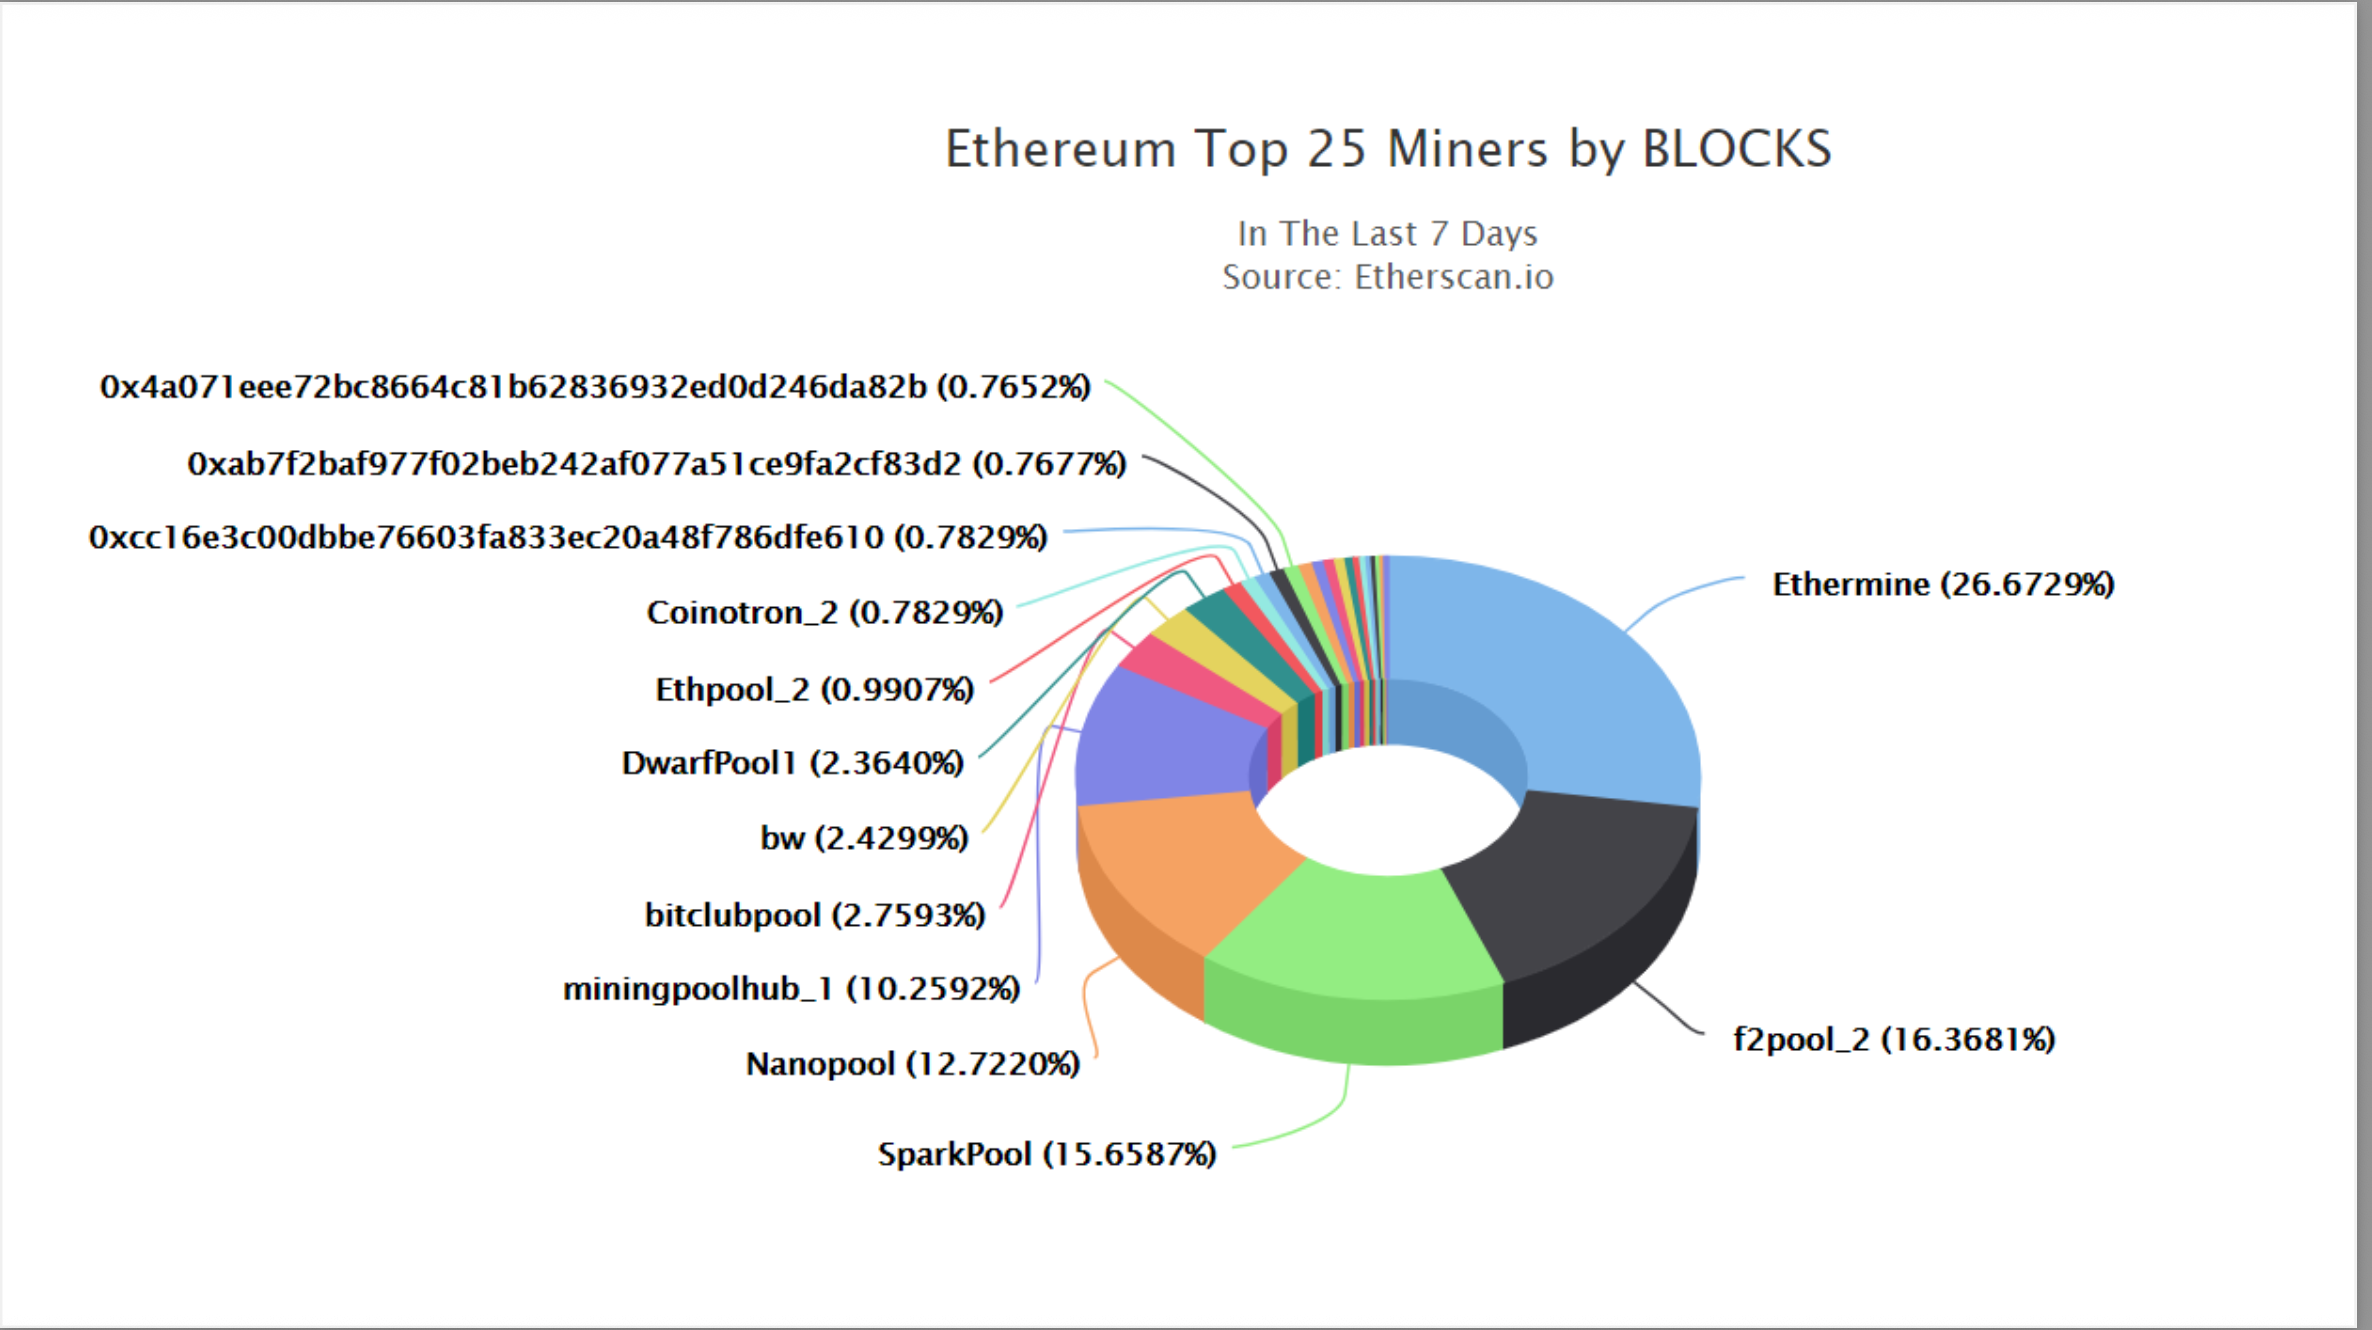 Ethereum Top 25 Miners by BLOCKS
In The Last 7 Days
Source: Etherscan.io
0x4a071eee72bc8664c81b62836932ed0d246da82b (0.7652%)
0xab7f2baf977f02beb242af077a51ce9fa2cf83d2 (0.7677%)
0xcc16e3c00dbbe76603fa833ec20a48f786dfe610 (0.7829%)
Coinotron_2 (0.7829%)
Ethpool_2 (0.9907%)
DwarfPool1 (2.3640%)
bw (2.4299%)
bitclubpool (2.7593%)
miningpoolhub_1 (10.2592%)
Nanopool (12.7220%)
SparkPool (15.6587%)
Ethermine (26.6729%)
f2pool_2 (16.3681%)